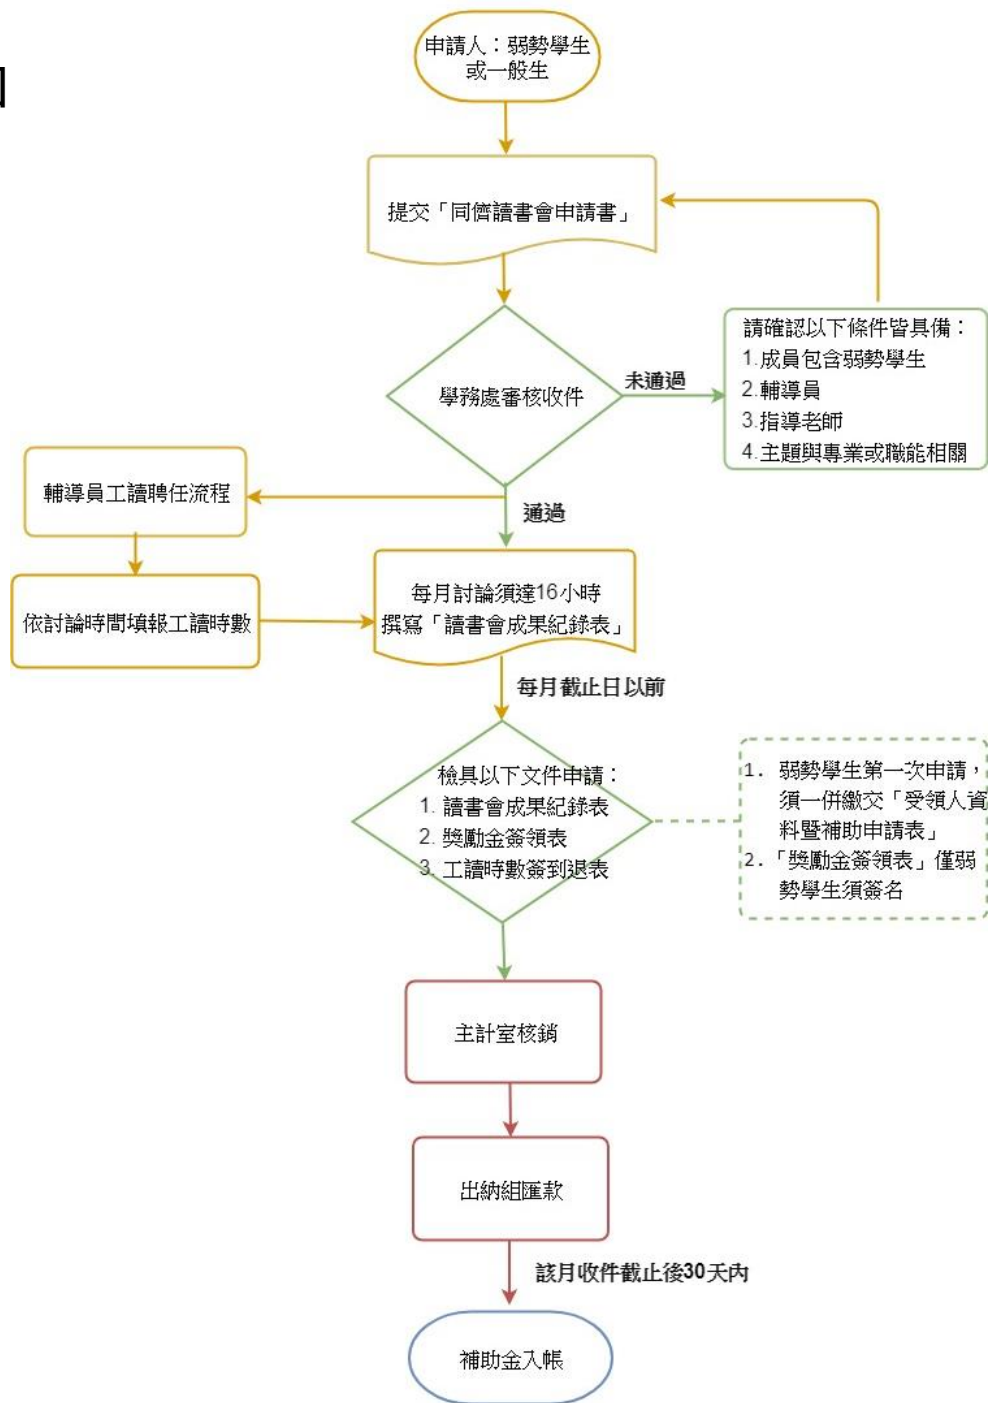 申請人：弱勢學生
或一般生
提交「同儕讀書會申請書」
學務處審核收件
未通過
請確認以下條件皆具備：
1.成員包含弱勢學生
2.輔導員
3.指導老師
4.主題與專業或職能相關
通過
輔導員工讀聘任流程
依討論時間填報工讀時數
每月討論須達16小時
撰寫「讀書會成果紀錄表」
每月截止日以前
檢具以下文件申請：
1. 讀書會成果紀錄表
2. 獎勵金簽領表
3. 工讀時數簽到退表
1. 弱勢學生第一次申請，
須一併繳交「受領人資
料暨補助申請表」
2.「獎勵金簽領表」僅弱
勢學生須簽名
主計室核銷
出納組匯款
該月收件截止後30天內
補助金入帳